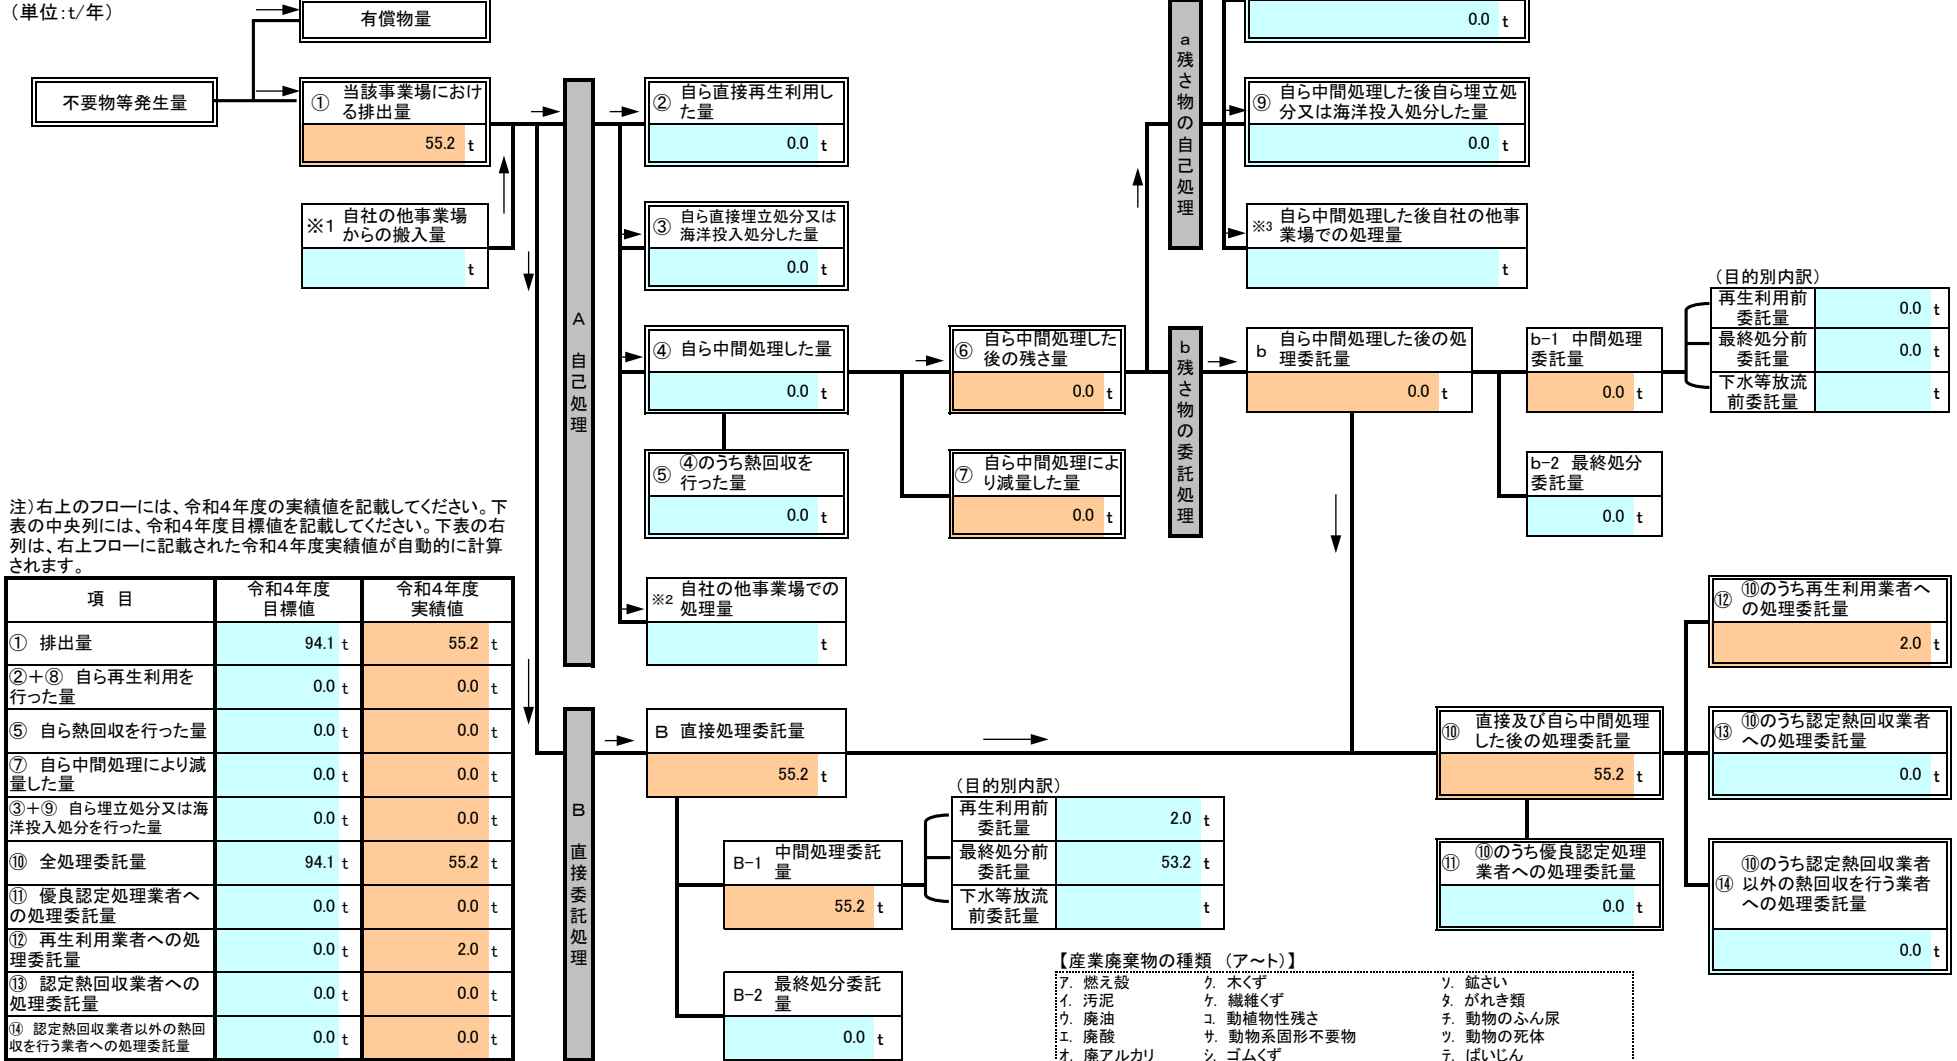 (単位:t/年)
有償物量
不要物等発生量
① 当該事業場におけ
る排出量
55.2 t
※1 自社の他事業場
からの搬入量
t
A 自己処理
② 自ら直接再生利用し
た量
0.0 t
③ 自ら直接埋立処分又は
海洋投入処分した量
0.0 t
④ 自ら中間処理した量
0.0 t
⑤ ④のうち熱回収を
行った量
0.0 t
※2 自社の他事業場での
処理量
t
⑥ 自ら中間処理した
後の残さ量
0.0 t
⑦ 自ら中間処理によ
り減量した量
0.0 t
a残さ物の自己処理
0.0 t
⑨ 自ら中間処理した後自ら埋立処
分又は海洋投入処分した量
0.0 t
※3 自ら中間処理した後自社の他事
業場での処理量
t
b残さ物の委託処理
b 自ら中間処理した後の処
理委託量
0.0 t
b-1 中間処理
委託量
0.0 t
b-2 最終処分
委託量
0.0 t
(目的別内訳)
再生利用前
委託量
0.0 t
最終処分前
委託量
0.0 t
下水等放流
前委託量
t
注)右上のフローには、令和4年度の実績値を記載してください。下
表の中央列には、令和4年度目標値を記載してください。下表の右
列は、右上フローに記載された令和4年度実績値が自動的に計算
されます。
項 目 令和4年度
目標値 令和4年度
実績値
① 排出量 94.1 t 55.2 t
②+⑧ 自ら再生利用を
行った量 0.0 t 0.0 t
⑤ 自ら熱回収を行った量 0.0 t 0.0 t
⑦ 自ら中間処理により減
量した量 0.0 t 0.0 t
③+⑨ 自ら埋立処分又は海
洋投入処分を行った量 0.0 t 0.0 t
⑩ 全処理委託量 94.1 t 55.2 t
⑪ 優良認定処理業者へ
の処理委託量 0.0 t 0.0 t
⑫ 再生利用業者への処
理委託量 0.0 t 2.0 t
⑬ 認定熱回収業者への
処理委託量 0.0 t 0.0 t
⑭ 認定熱回収業者以外の熱回
収を行う業者への処理委託量 0.0 t 0.0 t
B 直接委託処理
B 直接処理委託量
55.2 t
B-1 中間処理委託
量
55.2 t
B-2 最終処分委託
量
0.0 t
(目的別内訳)
再生利用前
委託量
2.0 t
最終処分前
委託量
53.2 t
下水等放流
前委託量
t
⑩ 直接及び自ら中間処理
した後の処理委託量
55.2 t
⑪ ⑩のうち優良認定処理
業者への処理委託量
0.0 t
⑫ ⑩のうち再生利用業者へ
の処理委託量
2.0 t
⑬ ⑩のうち認定熱回収業者
への処理委託量
0.0 t
⑭ ⑩のうち認定熱回収業者
以外の熱回収を行う業者
への処理委託量
0.0 t
【産業廃棄物の種類 (ア~ト)】
ア. 燃え殻 ク. 木くず ソ. 鉱さい
イ. 汚泥 ケ. 繊維くず タ. がれき類
ウ. 廃油 コ. 動植物性残さ チ. 動物のふん尿
エ. 廃酸 サ. 動物系固形不要物 ツ. 動物の死体
オ. 廃アルカリ シ. ゴムくず テ. ばいじん